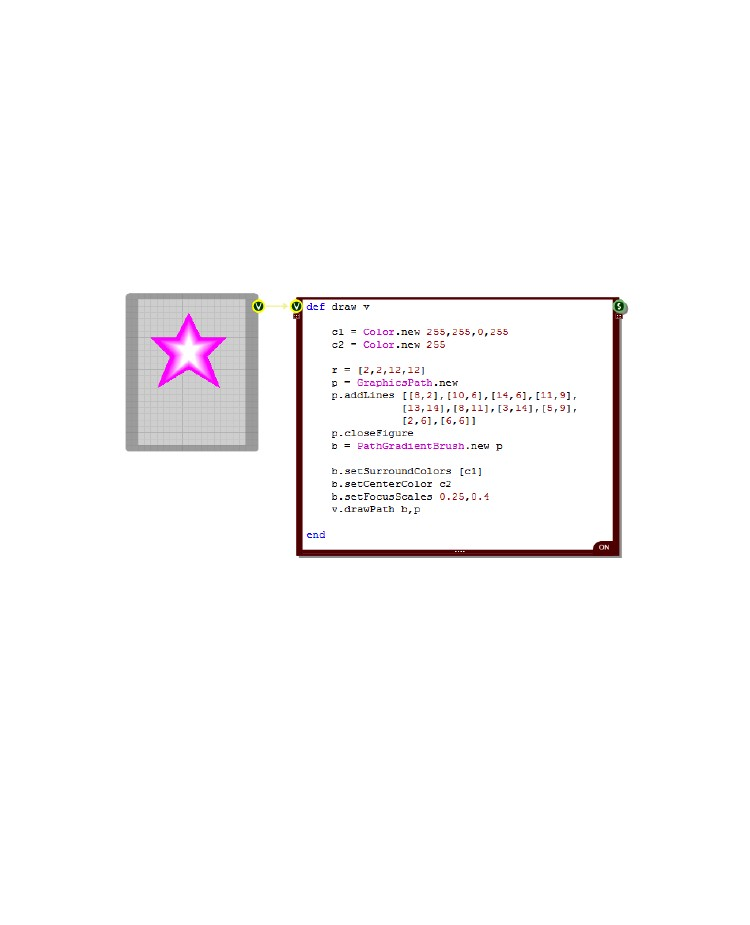 V
V
S
def draw v
c1 = Color.new 255,255,0,255
c2 = Color.new 255
r = [2,2,12,12]
p = GraphicsPath.new
p.addLines [[8,2],[10,6],[14,6],[11,9],
[13,14],[8,11],[3,14],[5,9],
[2,6],[6,6]]
p.closeFigure
b = PathGradientBrush.new p
b.setSurroundColors [c1]
b.setCenterColor c2
b.setFocusScales 0.25,0.4
v.drawPath b,p
end
ON